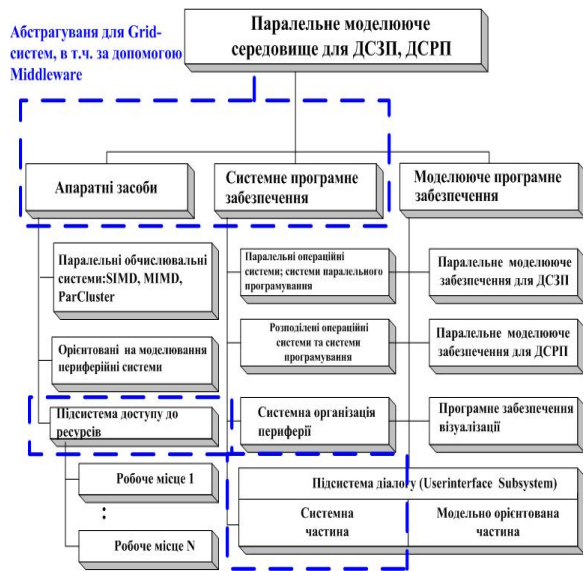 Абстрагуваня для Grid-
систем, в т.ч. за допомогою
Middleware
Паралельне моделююче
середовище для ДСЗП, ДСРП
Апаратні засоби
Системне програмне
забезпечення
Моделююче програмне
забезпечення
Паралельні обчислювальні
системи:SIMD, MIMD,
ParCluster
Паралельні операційні
системи; системи паралельного
програмування
Паралельне моделююче
забезпечення для ДСЗП
Орієнтовані на моделювання
периферійні системи
Розподілені операційні
системи та системи
програмування
Паралельне моделююче
забезпечення для ДСРП
Підсистема доступу до
ресурсів
Системна організація
периферії
Програмне забезпечення
візуалізації
Робоче місце 1
:
Робоче місце N
Підсистема діалогу (Userinterface Subsystem)
Системна
частина
Модельно орієнтована
частина